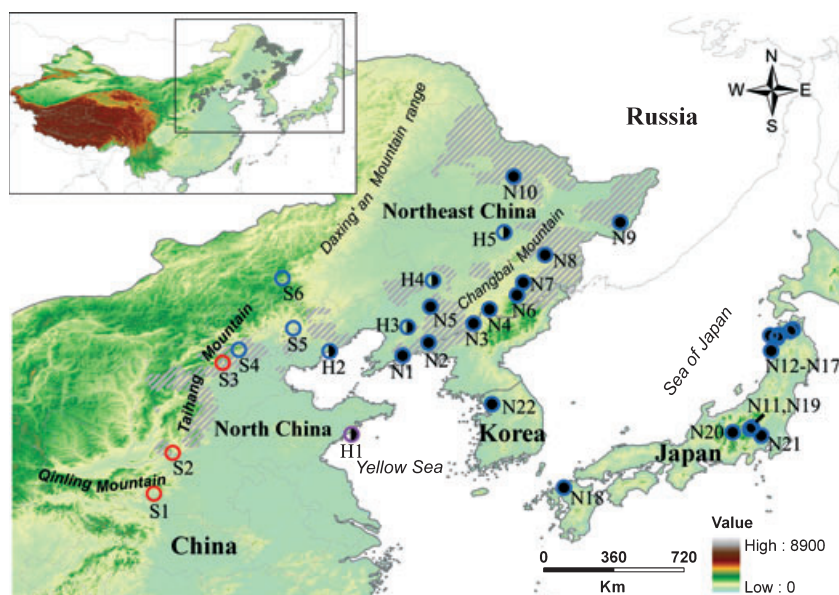 N
W E
S
Russia
Daxing' an Mountain range
N10
Northeast China
H5
N9
Changbai Mountain
N8
S6
H4
N7
N6
N5
N4
H3
N3
S5
S4
H2
N1
N2
S3
Taihang Mountain
Sea of Japan
N12-N17
N22
Korea
N11,N19
N20
N21
Japan
North China
H1
Yellow Sea
S2
Qinling Mountain
S1
N18
China
0 360 720
Km
Value
High : 8900
Low : 0